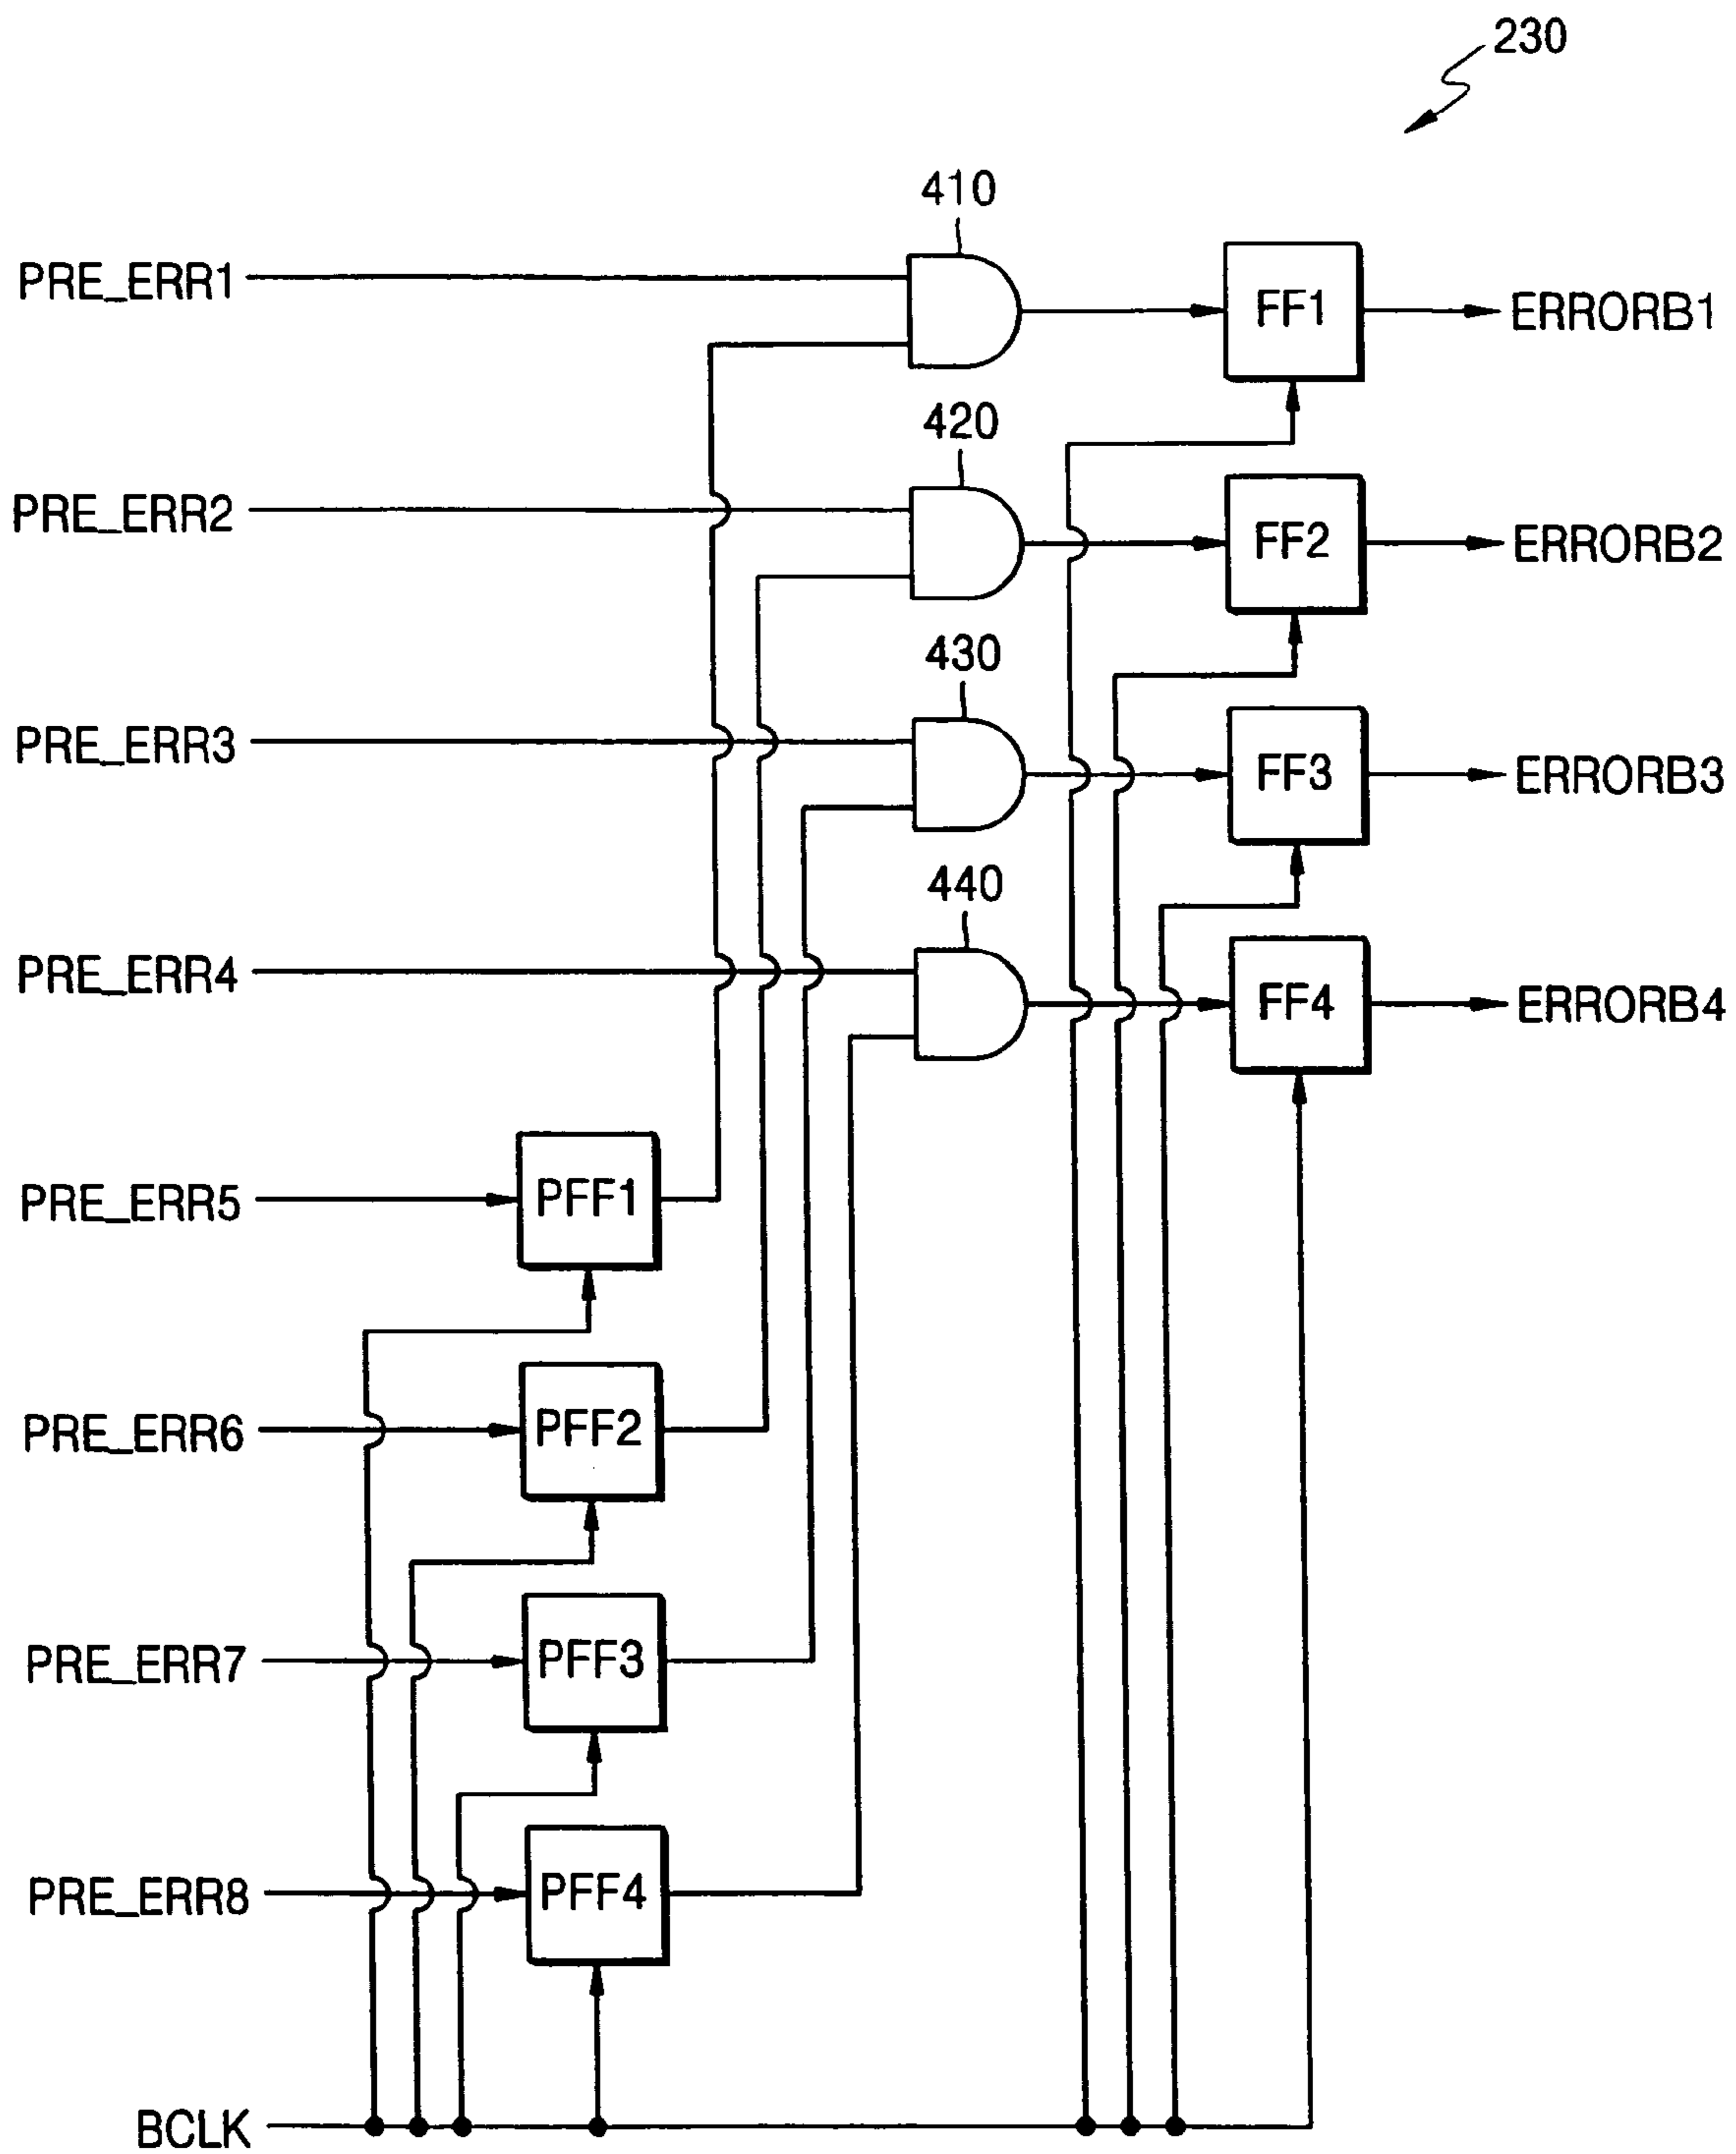 230
410
PRE_ERR1
FF1
ERRORB1
420
PRE_ERR2
FF2
ERRORB2
430
PRE_ERR3
FF3
ERRORB3
440
PRE_ERR4
FF4
ERRORB4
PRE_ERR5
PFF1
PRE_ERR6
PFF2
PRE_ERR7
PFF3
PRE_ERR8
PFF4
BCLK